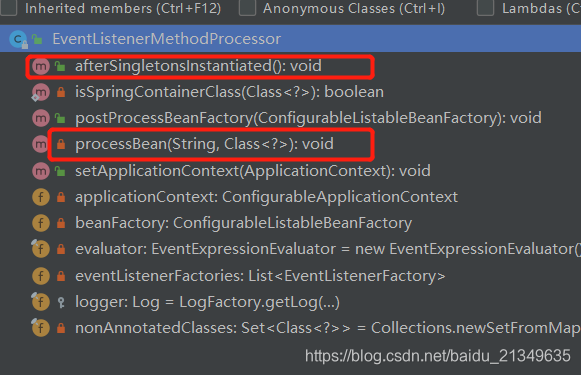 Inherited members (Ctrl+F12) Anonymous Classes (Ctrl+I) Lambdas (Ctrl
EventListenerMethodProcessor
afterSingletonsInstantiated(): void
isSpringContainerClass(Class<?>): boolean
postProcessBeanFactory(ConfigurableListableBeanFactory): void
processBean(String, Class<?>): void
setApplicationContext(ApplicationContext): void
applicationContext: ConfigurableApplicationContext
beanFactory: ConfigurableListableBeanFactory
evaluator: EventExpressionEvaluator = new EventExpressionEvaluator()
eventListenerFactories: List<EventListenerFactory>
logger: Log = LogFactory.getLog(...)
nonAnnotatedClasses: Set<Class<?>> = Collections.newSetFromMap
https://blog.csdn.net/baidu_21349635